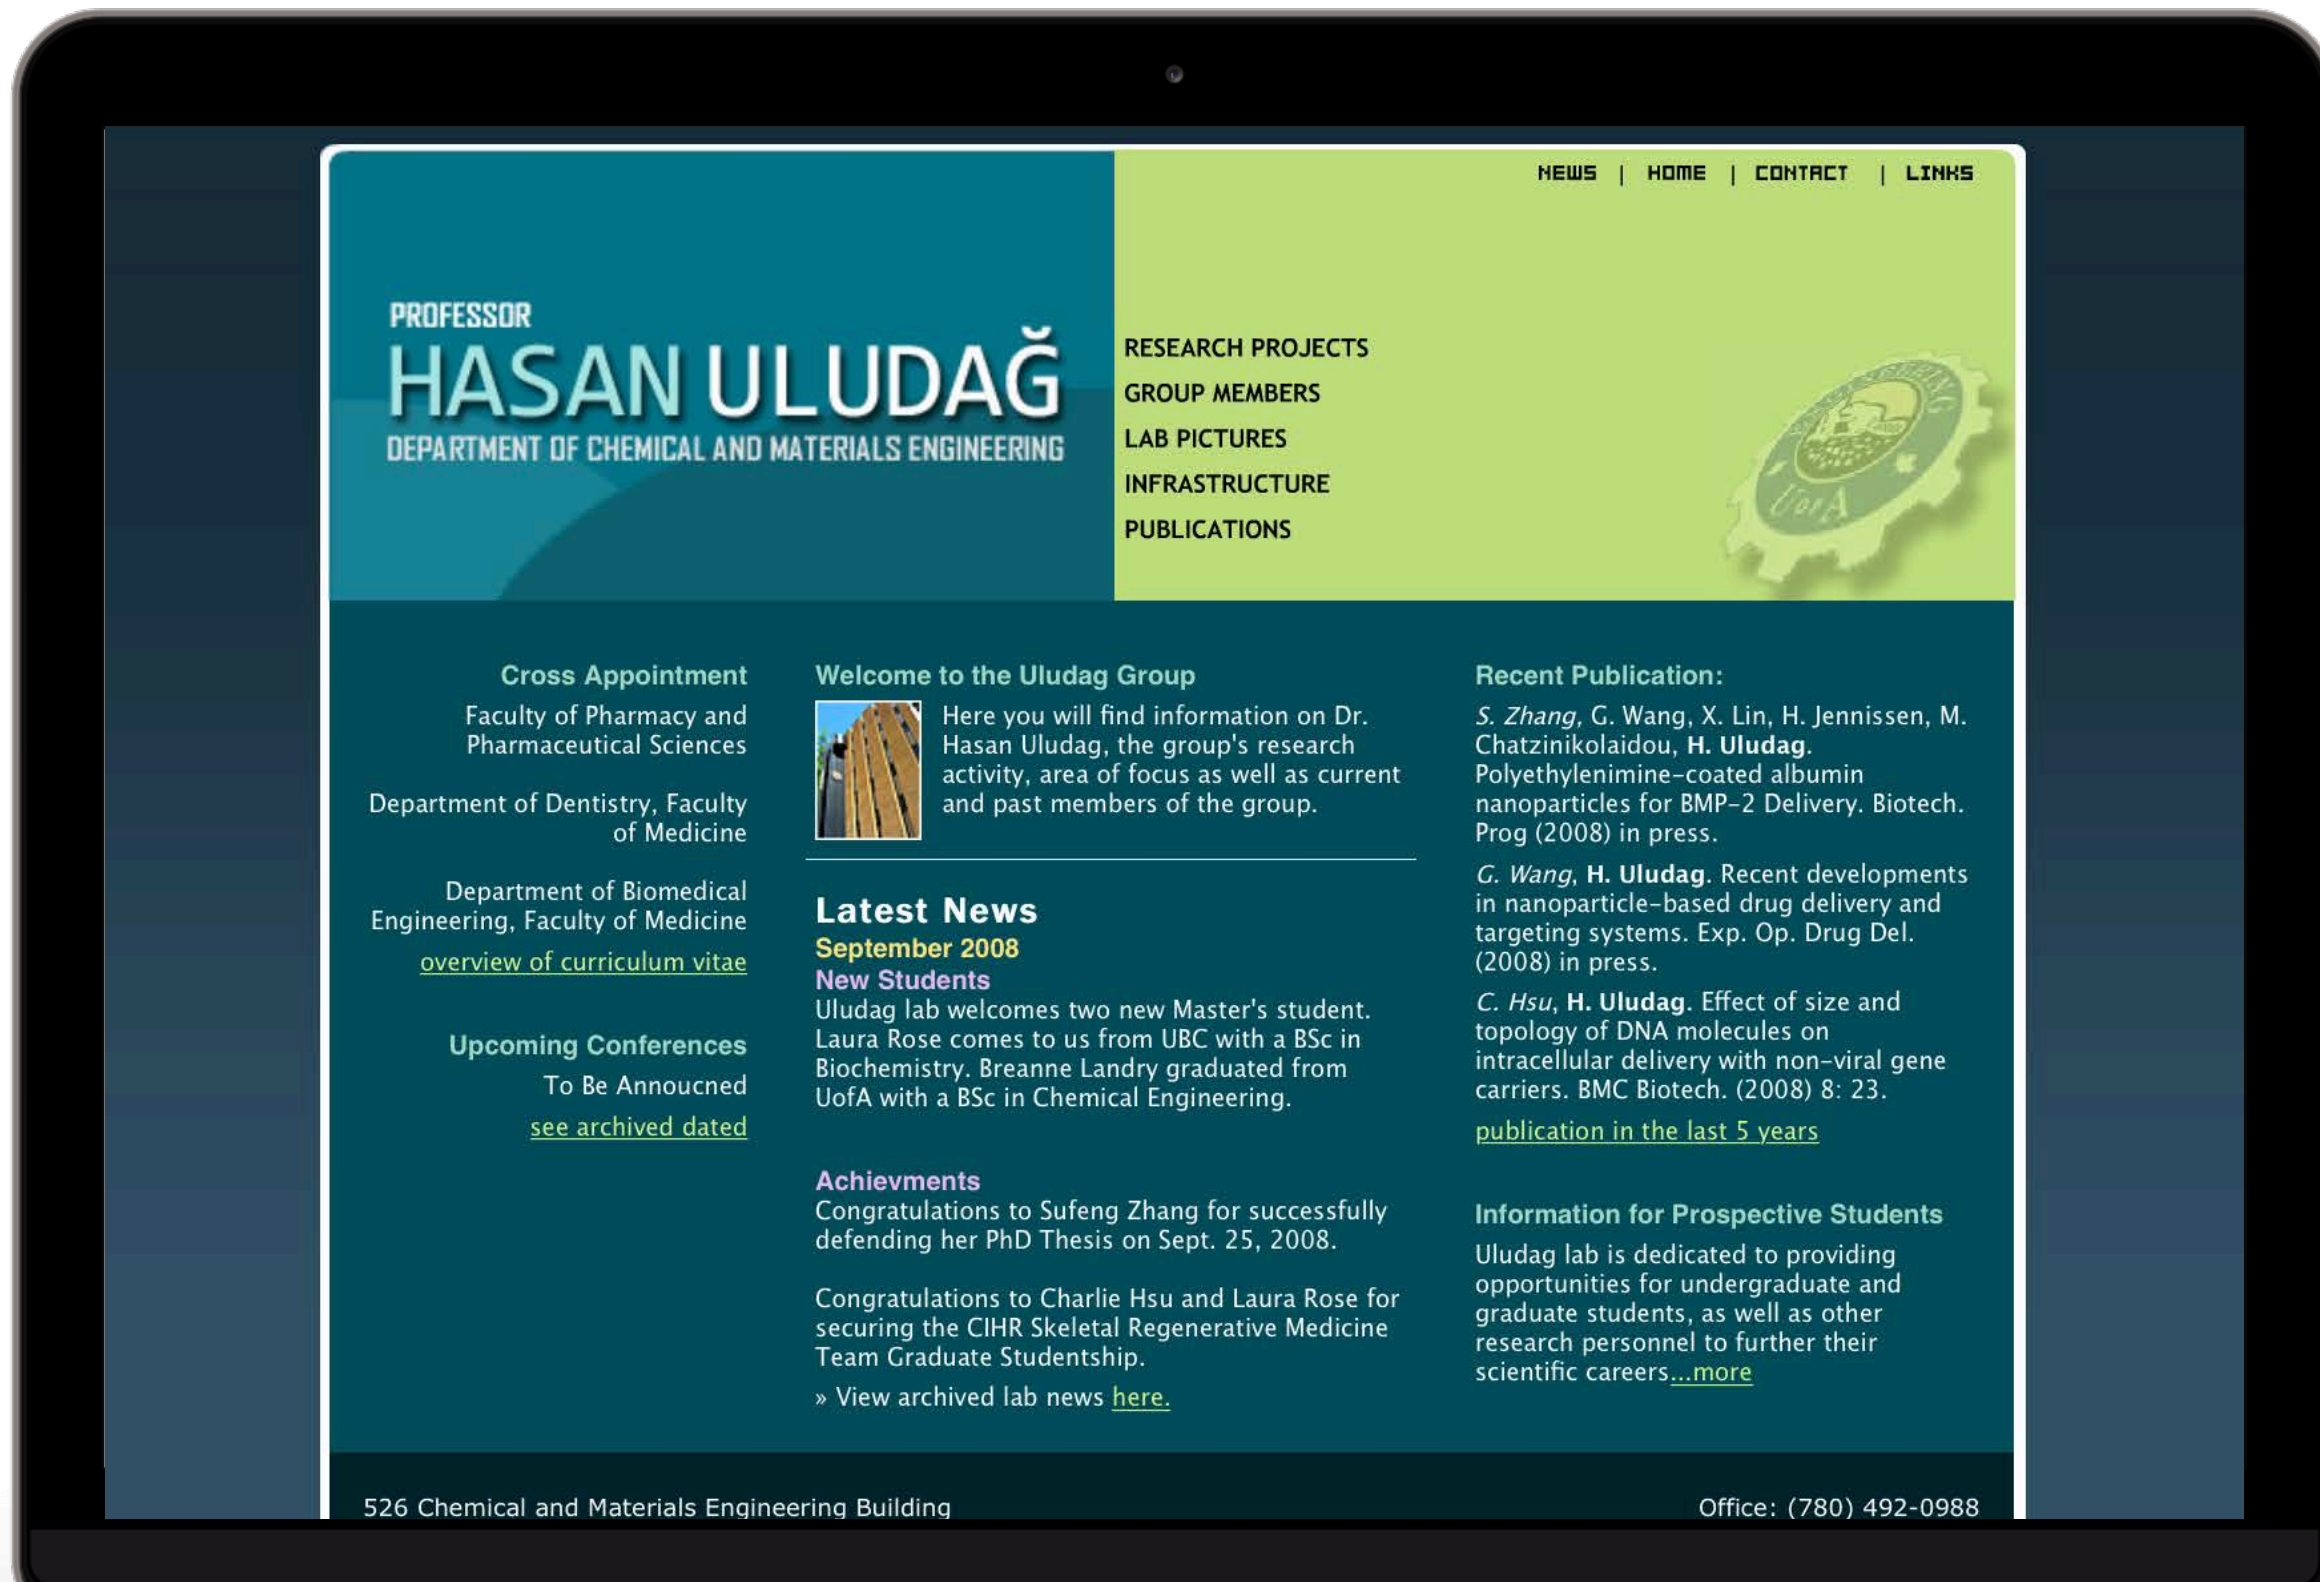 NEWS | HOME | CONTACT | LINKS
PROFESSOR
HASAN ULUDAĞ
DEPARTMENT OF CHEMICAL AND MATERIALS ENGINEERING
RESEARCH PROJECTS
GROUP MEMBERS
LAB PICTURES
INFRASTRUCTURE
PUBLICATIONS
UofA
Cross Appointment
Faculty of Pharmacy and
Pharmaceutical Sciences
Department of Dentistry, Faculty
of Medicine
Department of Biomedical
Engineering, Faculty of Medicine
overview of curriculum vitae
Upcoming Conferences
To Be Annoucned
see archived dated
Welcome to the Uludag Group
Here you will find information on Dr.
Hasan Uludag, the group's research
activity, area of focus as well as current
and past members of the group.
Latest News
September 2008
New Students
Uludag lab welcomes two new Master's student.
Laura Rose comes to us from UBC with a BSc in
Biochemistry. Breanne Landry graduated from
UofA with a BSc in Chemical Engineering.
Achievments
Congratulations to Sufeng Zhang for successfully
defending her PhD Thesis on Sept. 25, 2008.
Congratulations to Charlie Hsu and Laura Rose for
securing the CIHR Skeletal Regenerative Medicine
Team Graduate Studentship.
» View archived lab news here.
Recent Publication:
S. Zhang, G. Wang, X. Lin, H. Jennissen, M.
Chatzinikolaidou, H. Uludag.
Polyethylenimine-coated albumin
nanoparticles for BMP-2 Delivery. Biotech.
Prog (2008) in press.
G. Wang, H. Uludag. Recent developments
in nanoparticle-based drug delivery and
targeting systems. Exp. Op. Drug Del.
(2008) in press.
C. Hsu, H. Uludag. Effect of size and
topology of DNA molecules on
intracellular delivery with non-viral gene
carriers. BMC Biotech. (2008) 8: 23.
publication in the last 5 years
Information for Prospective Students
Uludag lab is dedicated to providing
opportunities for undergraduate and
graduate students, as well as other
research personnel to further their
scientific careers...more
526 Chemical and Materials Engineering Building
Office: (780) 492-0988